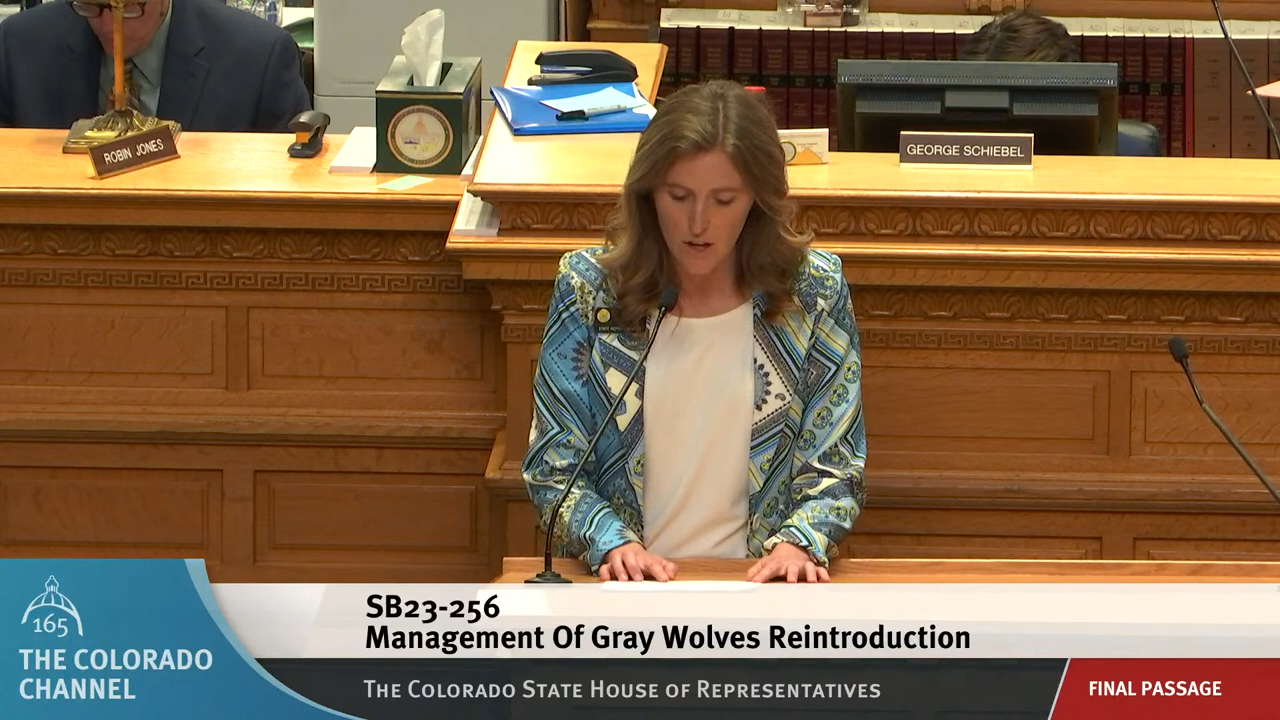 ROBIN JONES
GEORGE SCHIEBEL
SB23-256
Management Of Gray Wolves Reintroduction
165
THE COLORADO
CHANNEL
The Colorado State House of Representatives
FINAL PASSAGE